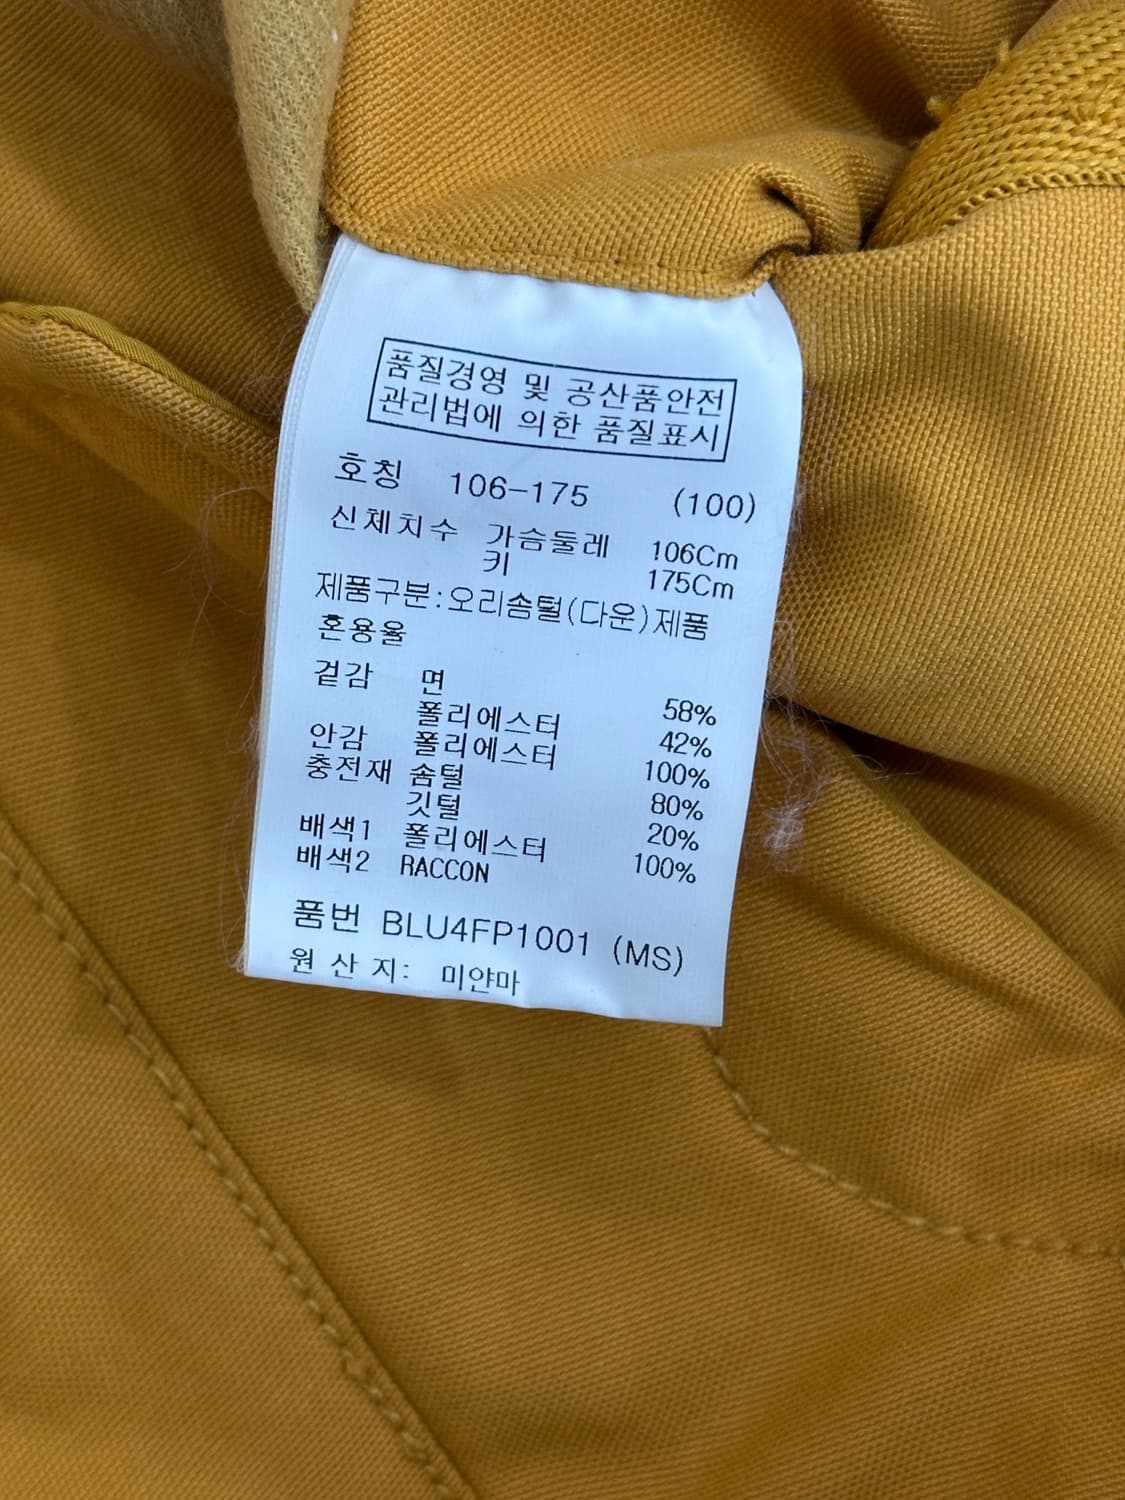 품질경영 및 공산품안전
관리법에 의한 품질표시
호칭 106-175 (100)
신체치수 가슴둘레 106Cm
키 175Cm
제품구분:오리솜털(다운)제품
혼용율
겉감 면 58%
폴리에스터 42%
안감 폴리에스터 100%
충전재 솜털 80%
깃털 20%
배색1 폴리에스터 100%
배색2 RACCON
품번 BLU4FP1001 (MS)
원산지: 미얀마